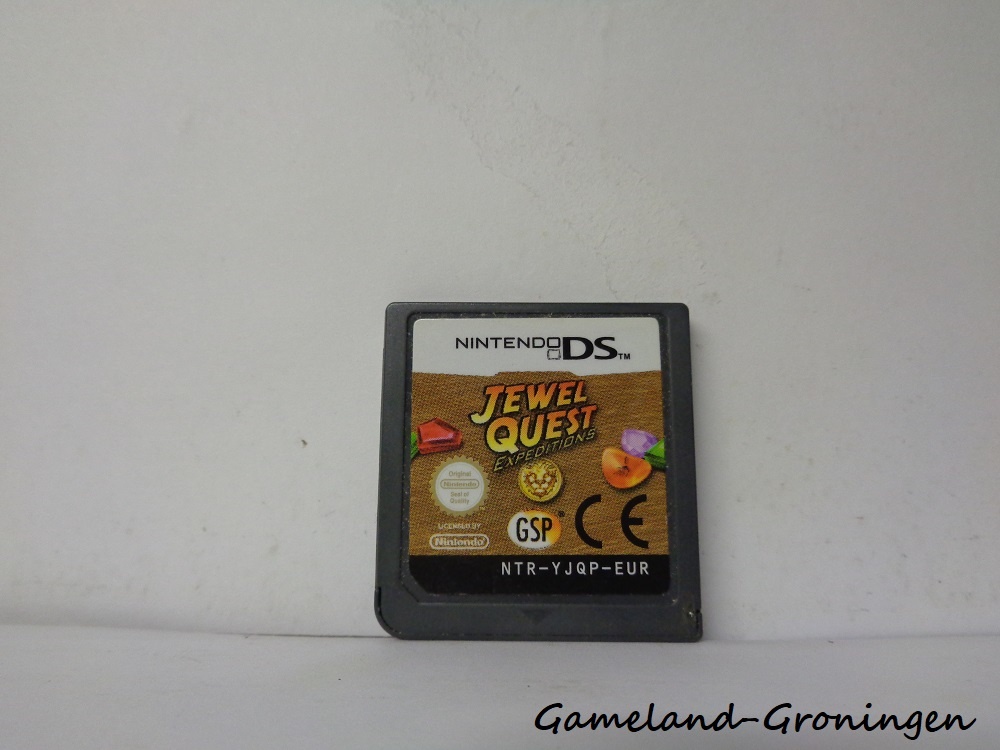 NINTENDO DS™
JEWEL
QUEST
EXPEDITIONS
Original
Nintendo
Seal of
Quality
LICENSED BY
Nintendo
GSP® CE
NTR-YJQP-EUR
Gameland-Groningen